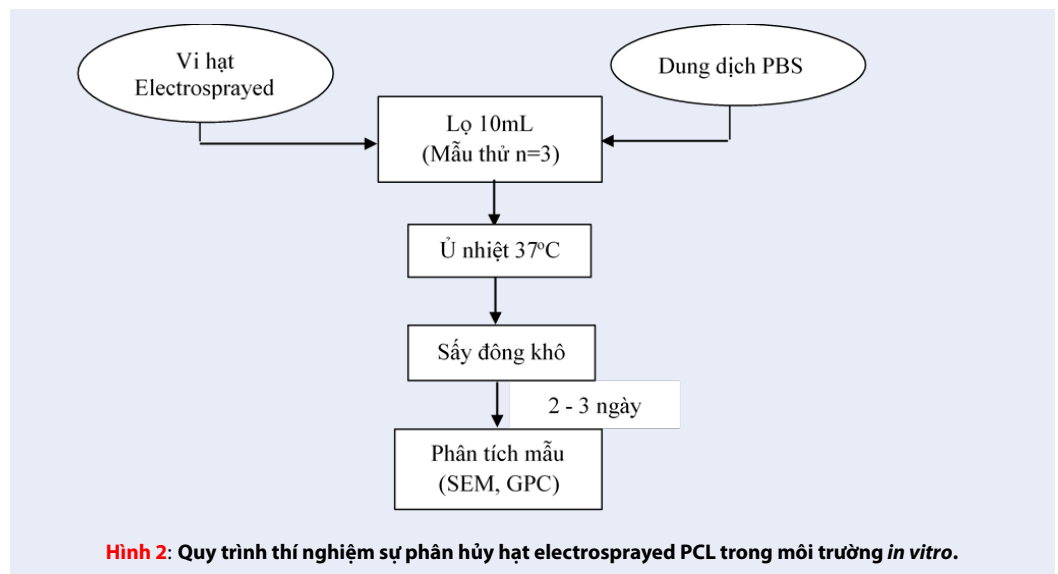 Vi hạt
Electrosprayed
Dung dịch PBS
Lọ 10mL
(Mẫu thử n=3)
Ủ nhiệt 37ºC
Sấy đông khô
2 - 3 ngày
Phân tích mẫu
(SEM, GPC)
Hình 2: Quy trình thí nghiệm sự phân hủy hạt electrosprayed PCL trong môi trường in vitro.